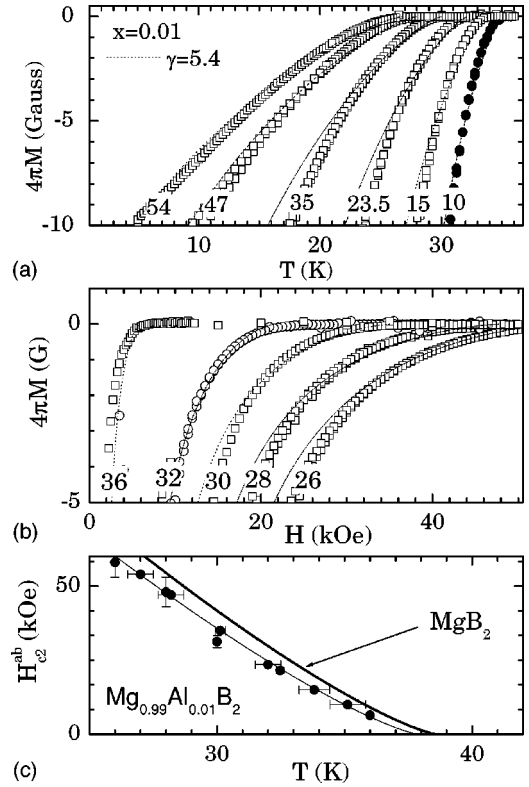 0
x=0.01
γ=5.4
-5
4πM (Gauss)
-10
54
47
35
23.5
15
10
10
20
30
(a)
T (K)
0
4πM (G)
-5
36
32
30
28
26
0
20
40
(b)
H (kOe)
50
H_c2^ab (kOe)
MgB₂
Mg₀.₉₉Al₀.₀₁B₂
0
30
40
(c)
T (K)